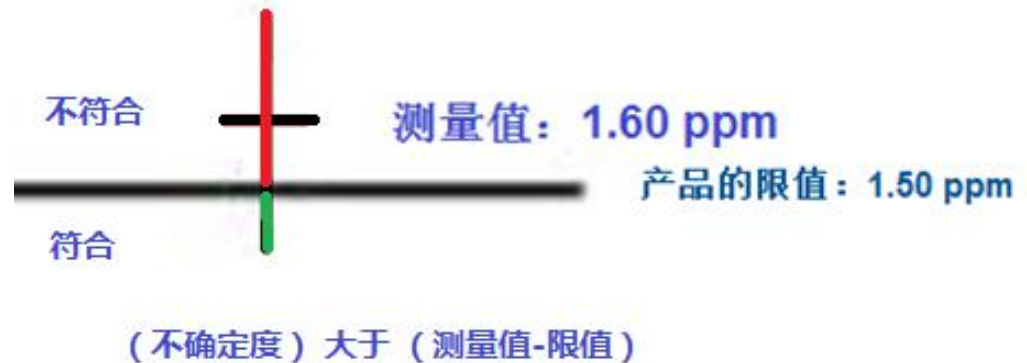 不符合
测量值：1.60 ppm
产品的限值：1.50 ppm
符合
（不确定度）大于（测量值-限值）